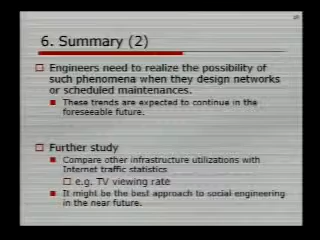 6. Summary (2)
Engineers need to realize the possibility of
such phenomena when they design networks
or scheduled maintenances.
These trends are expected to continue in the
foreseeable future.
Further study
Compare other infrastructure utilizations with
Internet traffic statistics
e.g. TV viewing rate
It might be the best approach to social engineering
in the near future.